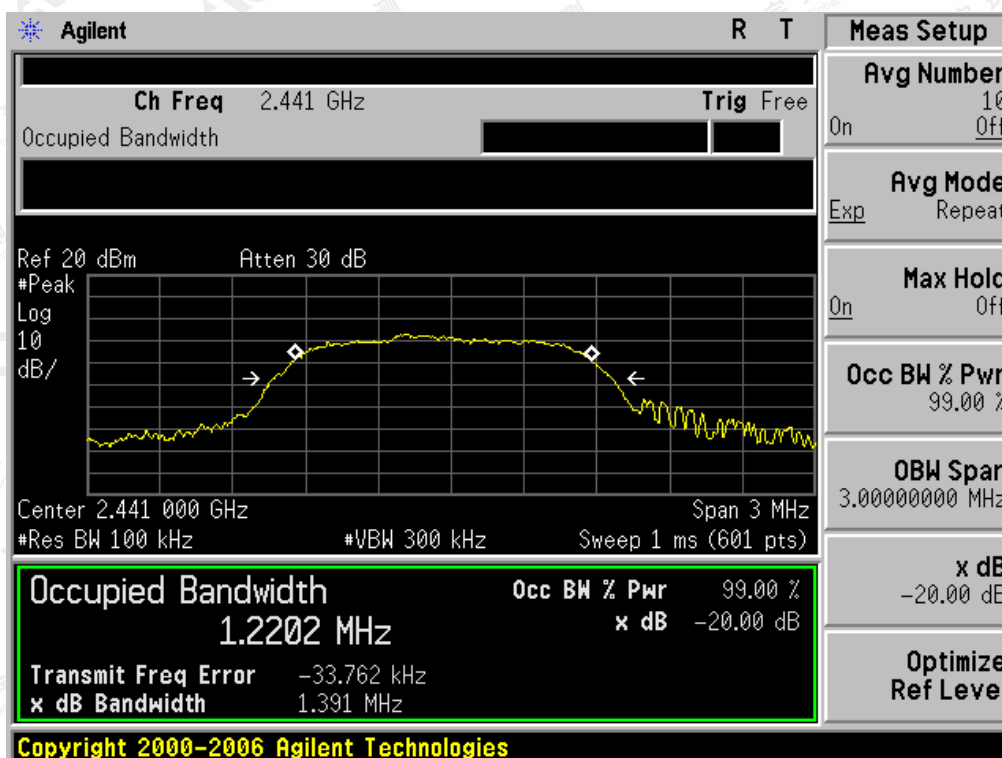 Agilent R T Meas Setup
Ch Freq 2.441 GHz Trig Free
Occupied Bandwidth
Ref 20 dBm Atten 30 dB
#Peak
Log
10
dB/
Center 2.441 000 GHz Span 3 MHz
#Res BW 100 kHz #VBW 300 kHz Sweep 1 ms (601 pts)
Occupied Bandwidth Occ BW % Pwr 99.00 %
1.2202 MHz x dB -20.00 dB
Transmit Freq Error -33.762 kHz
x dB Bandwidth 1.391 MHz
Copyright 2000-2006 Agilent Technologies
Avg Number
10
On Off
Avg Mode
Exp Repeat
Max Hold
On Off
Occ BW % Pwr
99.00 %
OBW Span
3.00000000 MHz
x dB
-20.00 dB
Optimize
Ref Level